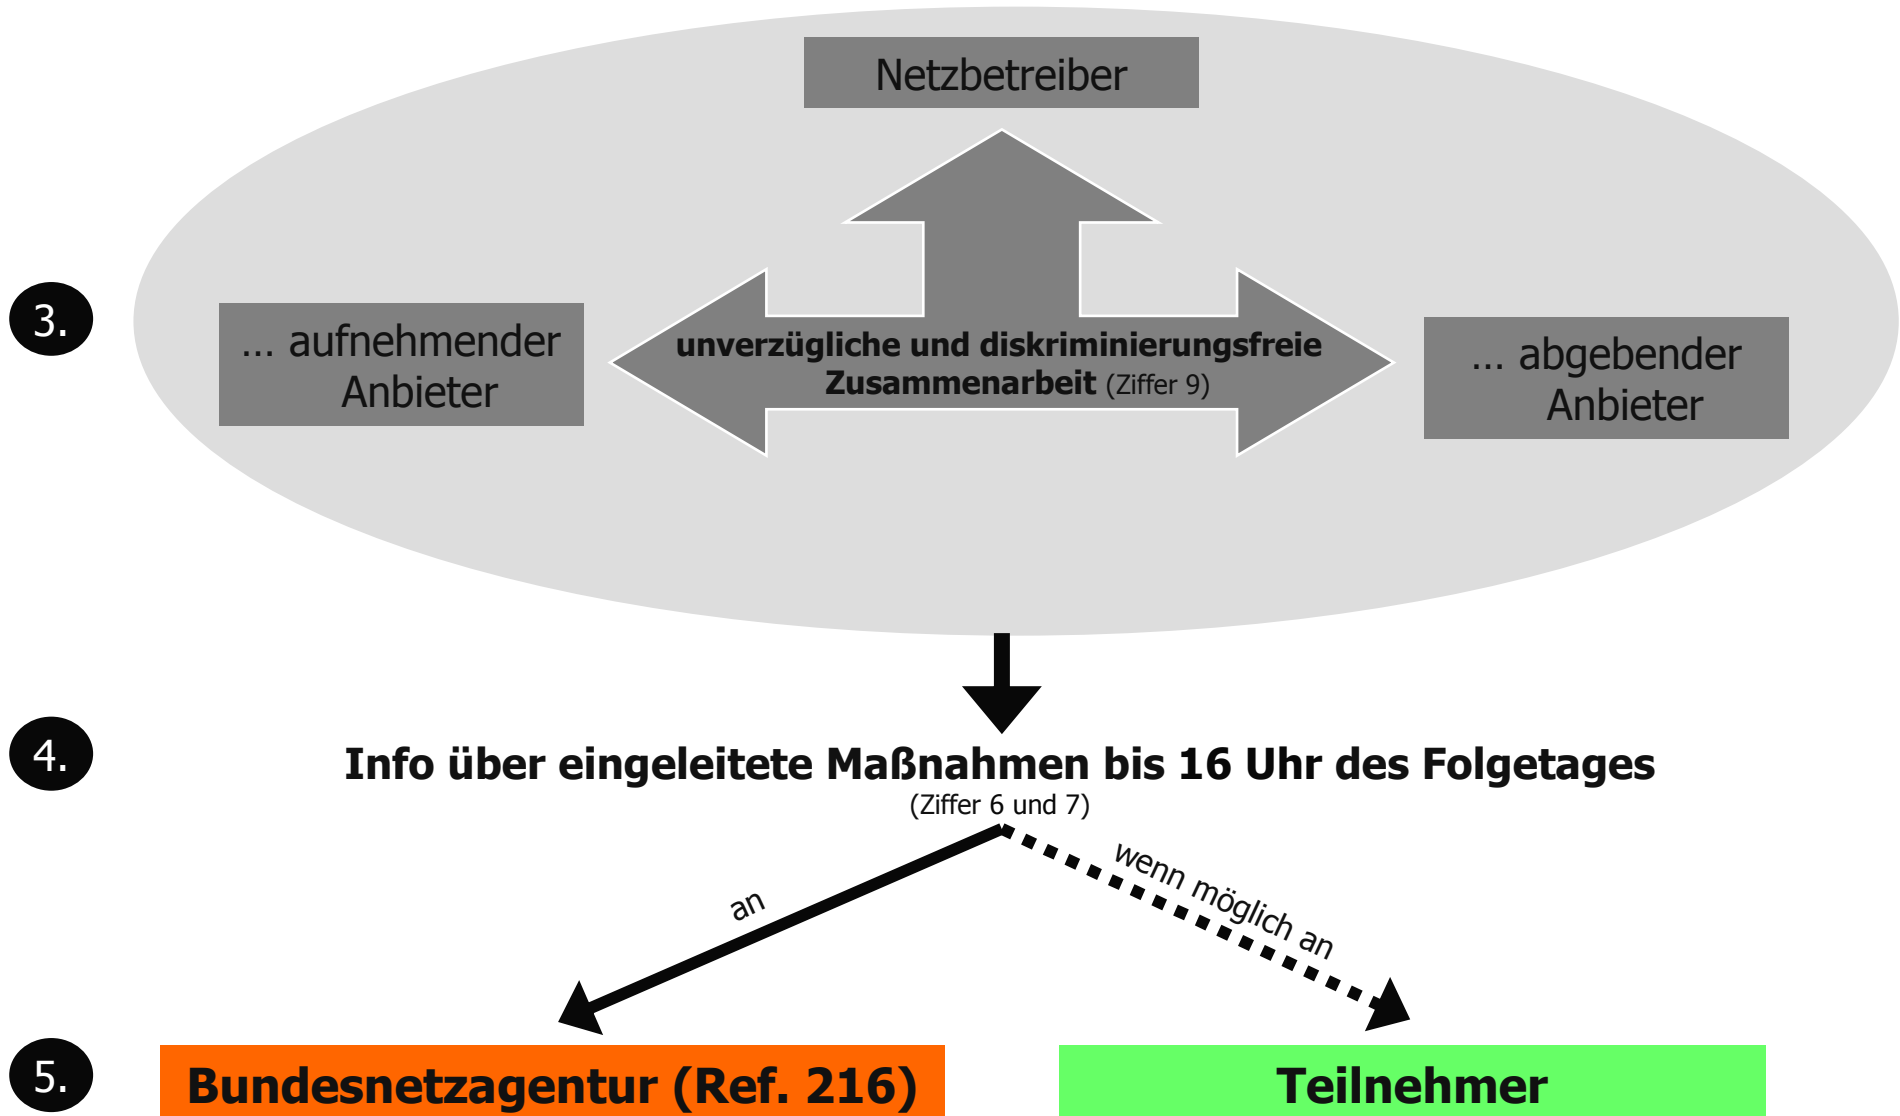 Netzbetreiber
3.
... aufnehmender
Anbieter
unverzügliche und diskriminierungsfreie
Zusammenarbeit (Ziffer 9)
... abgebender
Anbieter
4.
Info über eingeleitete Maßnahmen bis 16 Uhr des Folgetages
(Ziffer 6 und 7)
an
wenn möglich an
5.
Bundesnetzagentur (Ref. 216)
Teilnehmer